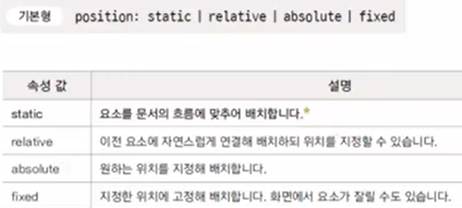 기본형 position: static | relative | absolute | fixed
속성 값 설명
static 요소를 문서의 흐름에 맞추어 배치합니다.*
relative 이전 요소에 자연스럽게 연결해 배치하되 위치를 지정할 수 있습니다.
absolute 원하는 위치를 지정해 배치합니다.
fixed 지정한 위치에 고정해 배치합니다. 화면에서 요소가 잘릴 수도 있습니다.